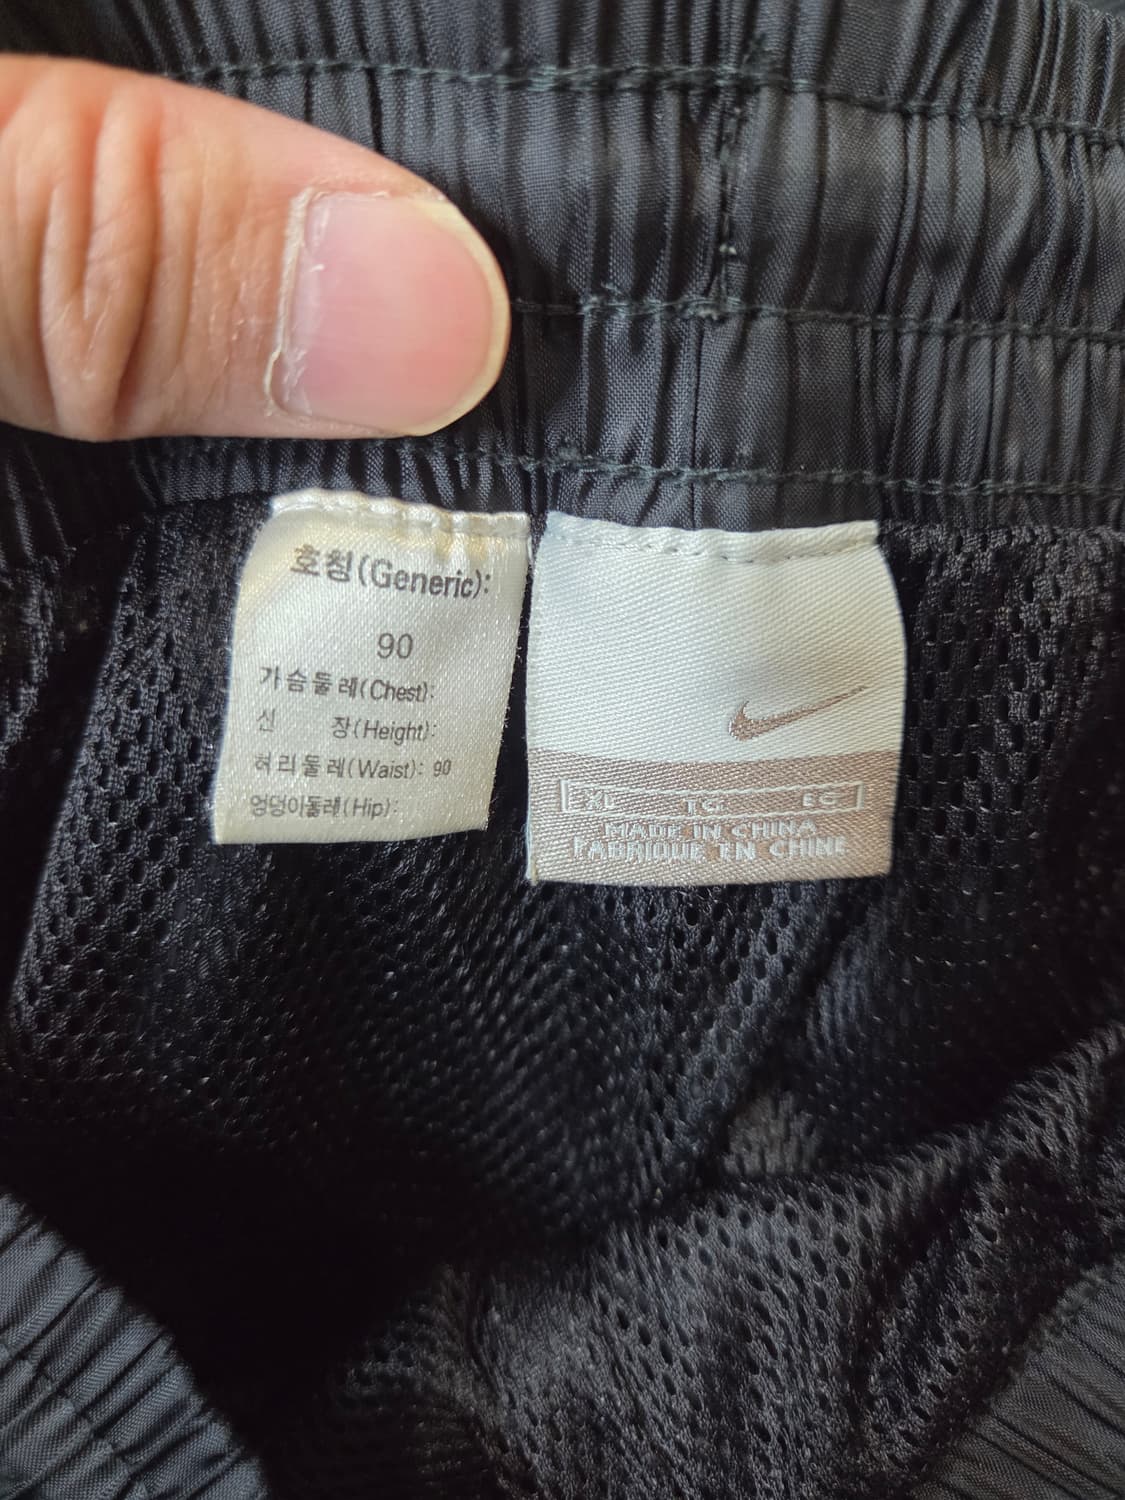 호칭(Generic):
90
가슴둘레(Chest):
신 장(Height):
허리둘레(Waist): 90
엉덩이둘레(Hip):
XL TG EG
MADE IN CHINA
FABRIQUE EN CHINE